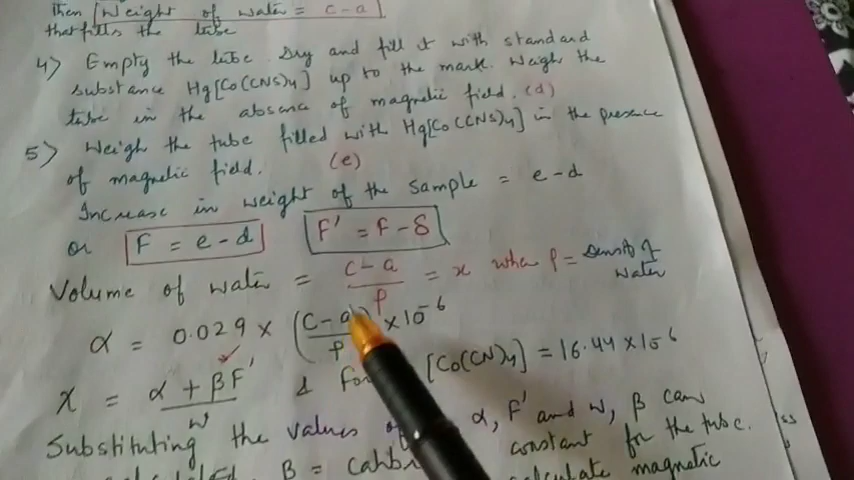 Then Weight of water = c-a
that fills the tube
4) Empty the tube. Dry and fill it with standard
substance Hg[Co(CNS)4] up to the mark. Weigh the
tube in the absence of magnetic field. (d)
5) Weigh the tube filled with Hg[Co(CNS)4] in the presence
of magnetic field. (e)
Increase in weight of the sample = e-d
or F = e-d F' = F-δ
Volume of water = c-a/ρ = x when ρ = density of water
α = 0.029 × (c-a/ρ) × 10^-6
χ = α + βF'/w & for [Co(CN)4] = 16.44 × 10^-6
Substituting the values of α, F' and w, β can
β = constant for the tube.
calculate magnetic